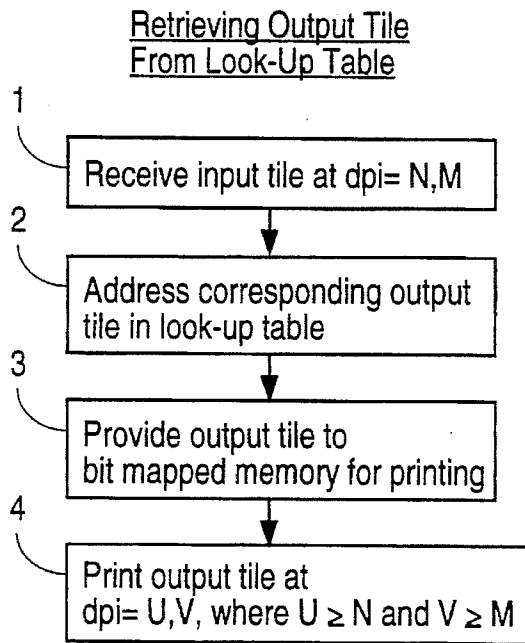 Retrieving Output Tile
From Look-Up Table
1
Receive input tile at dpi= N,M
2
Address corresponding output
tile in look-up table
3
Provide output tile to
bit mapped memory for printing
4
Print output tile at
dpi= U,V, where U ≥ N and V ≥ M